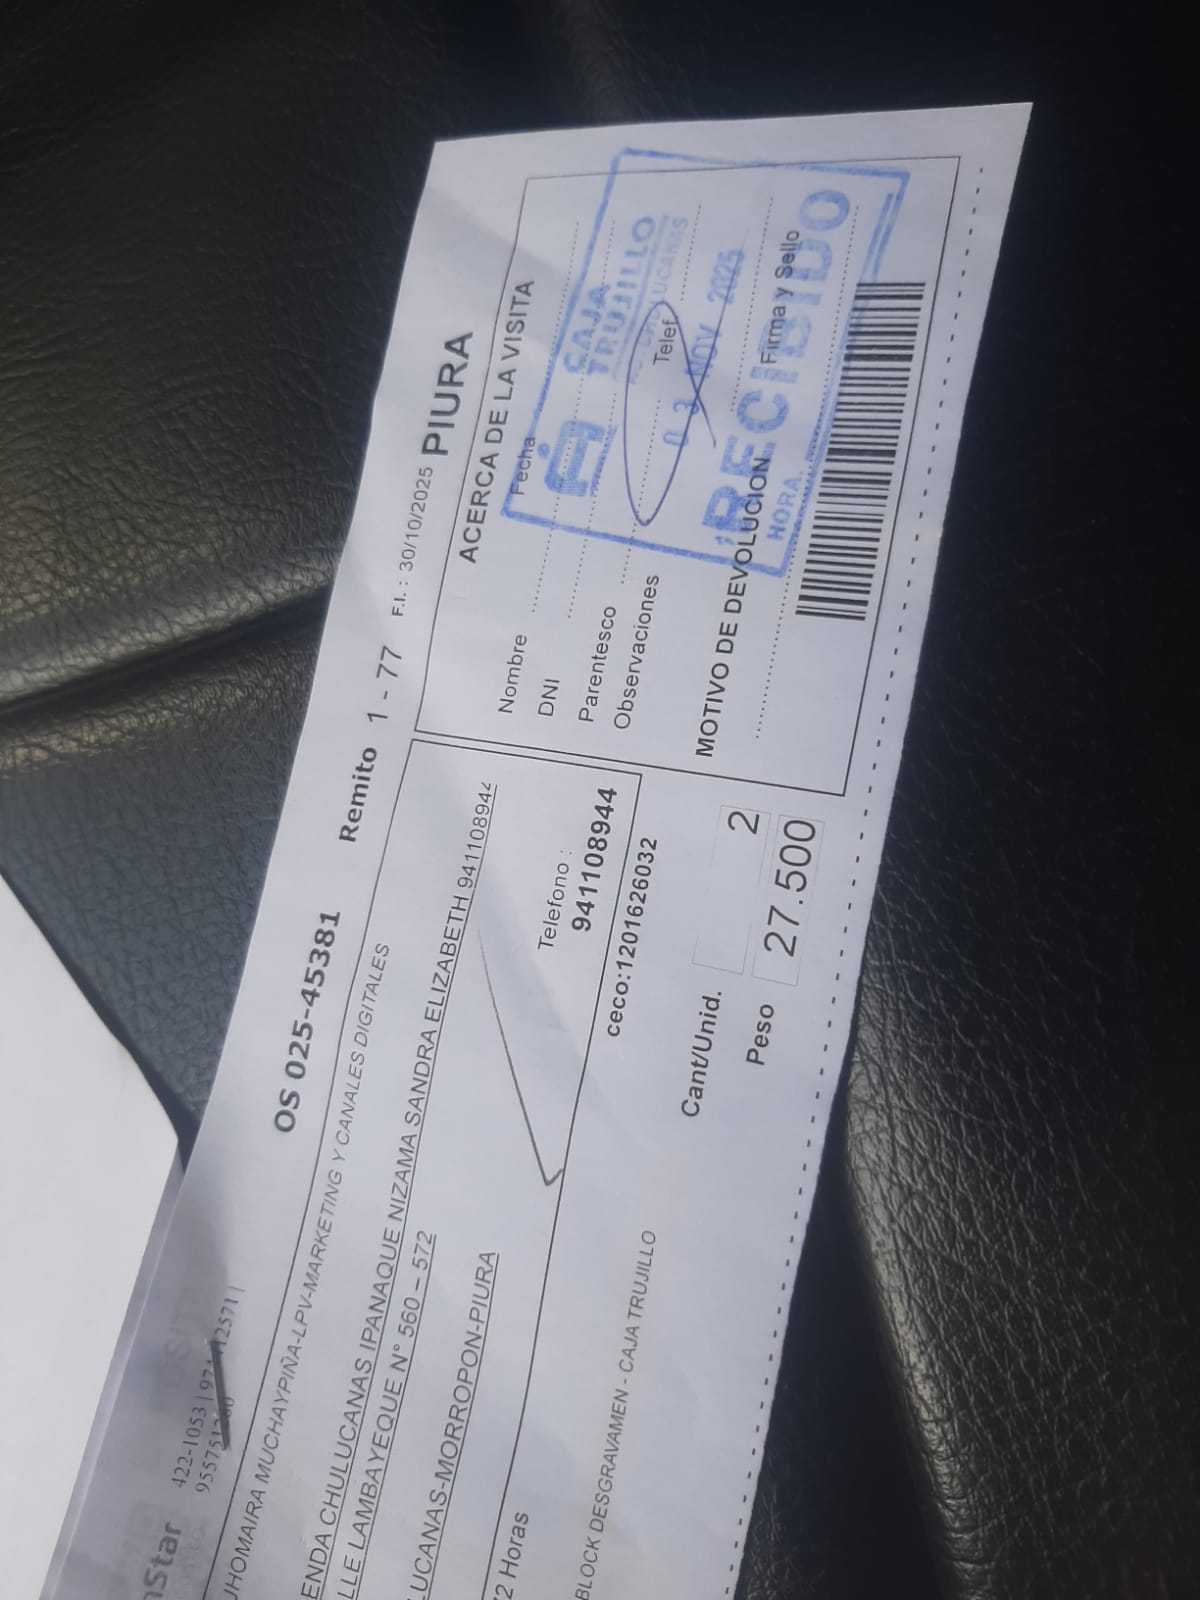 422-1053 |
OS 025-45381 Remito 1 - 77 F.I.: 30/10/2025 PIURA
MUCHAYPIÑA-LPV-MARKETING Y CANALES DIGITALES
ENDA CHULUCANAS IPANAQUE NIZAMA SANDRA ELIZABETH 941108944
LLE LAMBAYEQUE N° 560 – 572
LUCANAS-MORROPON-PIURA
Telefono :
941108944
72 Horas
ceco:1201626032
BLOCK DESGRAVAMEN - CAJA TRUJILLO
Cant/Unid. 2
Peso 27.500
ACERCA DE LA VISITA
Nombre Fecha
DNI
Parentesco
Observaciones Telef
MOTIVO DE DEVOLUCION Firma y Sello
CAJA
TRUJILLO
03 NOV 2025
RECIBIDO
HORA